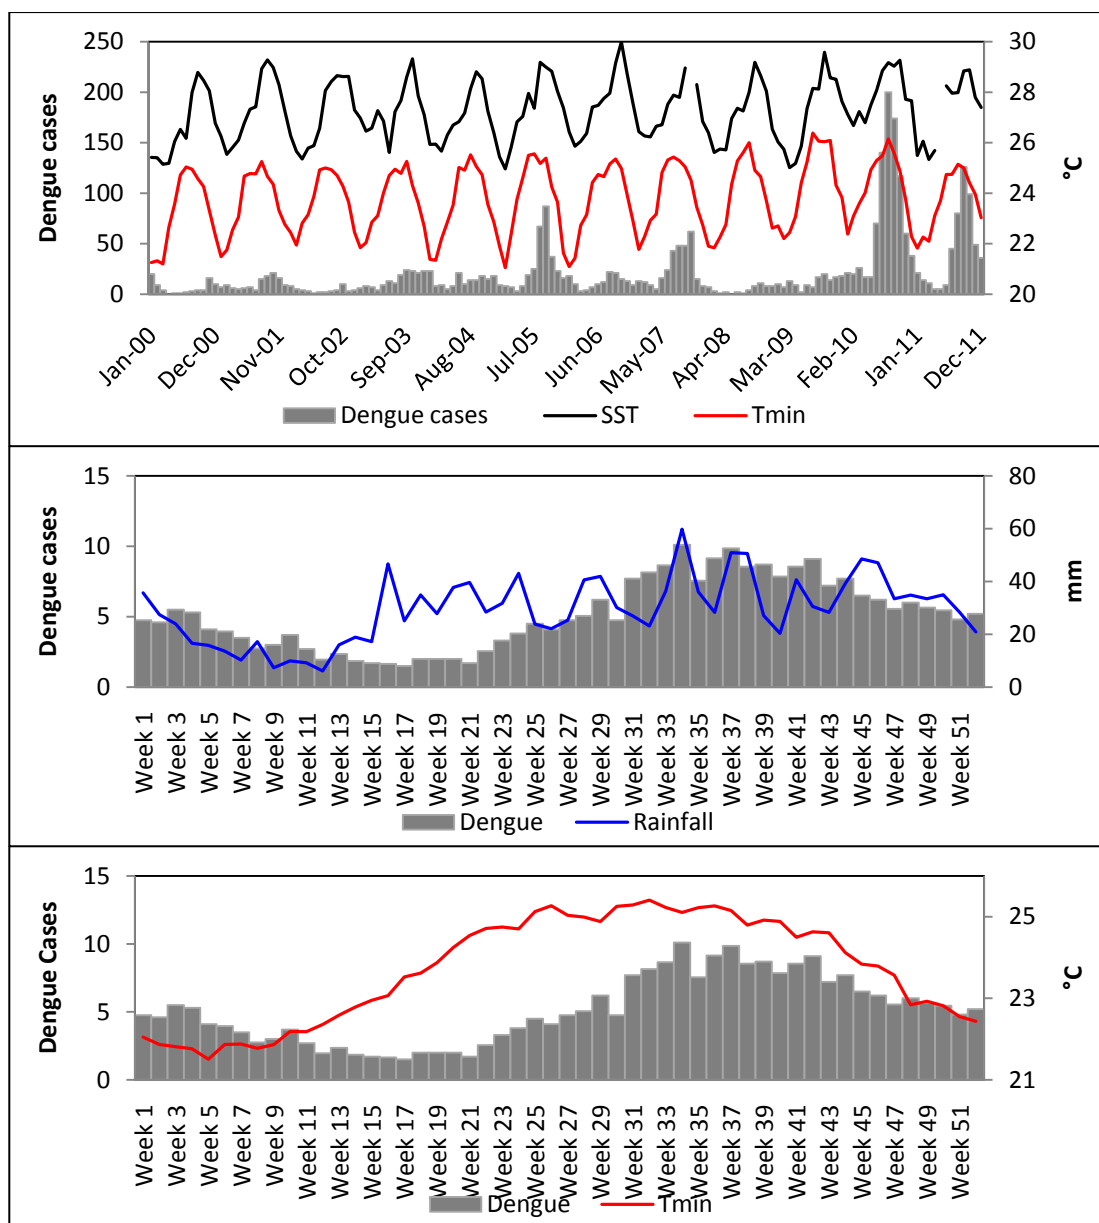 250 30
200 28
150 26
100 24
50 22
0 20
Dengue cases
°C
Jan-00 Dec-00 Nov-01 Oct-02 Sep-03 Aug-04 Jul-05 Jun-06 May-07 Apr-08 Mar-09 Feb-10 Jan-11 Dec-11
Dengue cases SST Tmin
15 80
60
10
40
5
20
0 0
Dengue cases
mm
Week 1 Week 3 Week 5 Week 7 Week 9 Week 11 Week 13 Week 15 Week 17 Week 19 Week 21 Week 23 Week 25 Week 27 Week 29 Week 31 Week 33 Week 35 Week 37 Week 39 Week 41 Week 43 Week 45 Week 47 Week 49 Week 51
Dengue Rainfall
15
25
10
23
5
0 21
Dengue Cases
°C
Week 1 Week 3 Week 5 Week 7 Week 9 Week 11 Week 13 Week 15 Week 17 Week 19 Week 21 Week 23 Week 25 Week 27 Week 29 Week 31 Week 33 Week 35 Week 37 Week 39 Week 41 Week 43 Week 45 Week 47 Week 49 Week 51
Dengue Tmin